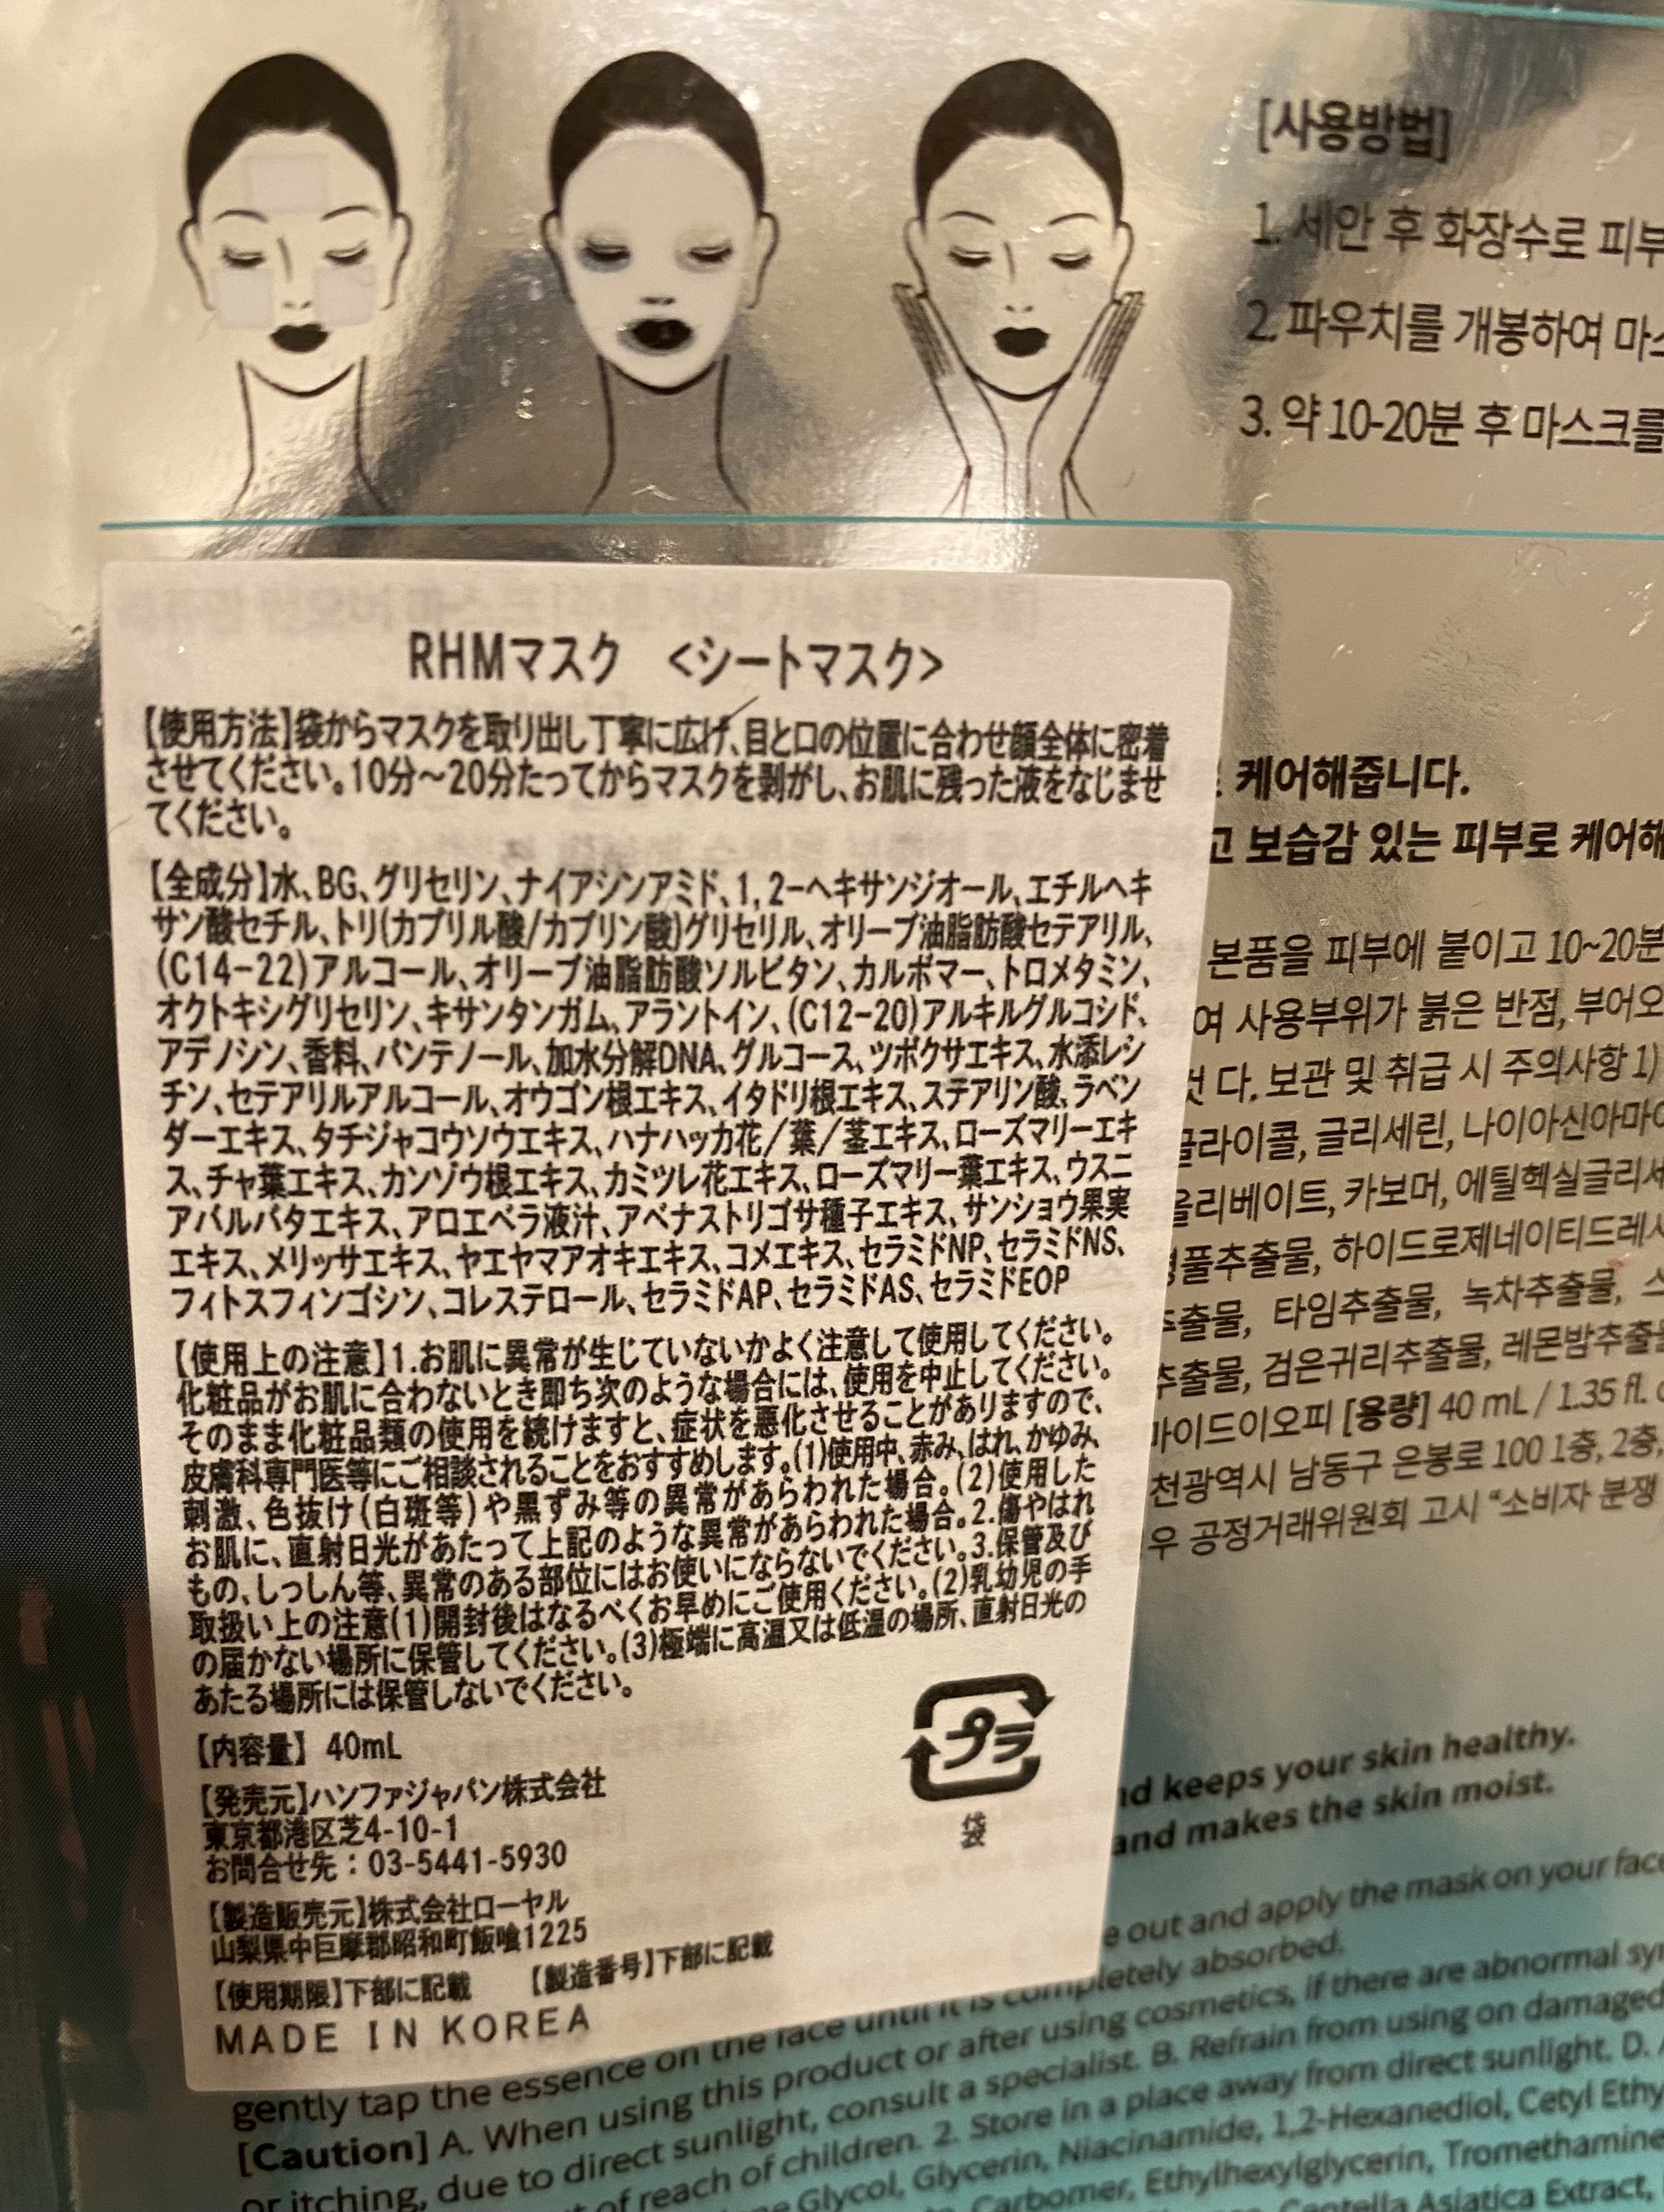 [사용방법]
1. 세안 후 화장수로 피부
2. 파우치를 개봉하여 마스
3. 약 10-20분 후 마스크를
RHMマスク <シートマスク>
【使用方法】袋からマスクを取り出し丁寧に広げ、目と口の位置に合わせ顔全体に密着
させてください。10分～20分たってからマスクを剥がし、お肌に残った液をなじませ
てください。
【全成分】水、BG、グリセリン、ナイアシンアミド、1,2-ヘキサンジオール、エチルヘキ
サン酸セチル、トリ(カプリル酸/カプリン酸)グリセリル、オリーブ油脂肪酸セテアリル、
(C14-22)アルコール、オリーブ油脂肪酸ソルビタン、カルボマー、トロメタミン、
オクトキシグリセリン、キサンタンガム、アラントイン、(C12-20)アルキルグルコシド、
アデノシン、香料、パンテノール、加水分解DNA、グルコース、ツボクサエキス、水添レシ
チン、セテアリルアルコール、オウゴン根エキス、イタドリ根エキス、ステアリン酸、ラベン
ダーエキス、タチジャコウソウエキス、ハナハッカ花/葉/茎エキス、ローズマリーエキ
ス、チャ葉エキス、カンゾウ根エキス、カミツレ花エキス、ローズマリー葉エキス、ウスニ
アバルバタエキス、アロエベラ液汁、アベナストリゴサ種子エキス、サンショウ果実
エキス、メリッサエキス、ヤエヤマアオキエキス、コメエキス、セラミドNP、セラミドNS、
フィトスフィンゴシン、コレステロール、セラミドAP、セラミドAS、セラミドEOP
【使用上の注意】1.お肌に異常が生じていないかよく注意して使用してください。
化粧品がお肌に合わないとき即ち次のような場合には、使用を中止してください。
そのまま化粧品類の使用を続けますと、症状を悪化させることがありますので、
皮膚科専門医等にご相談されることをおすすめします。(1)使用中、赤み、はれ、かゆみ、
刺激、色抜け(白斑等)や黒ずみ等の異常があらわれた場合。(2)使用した
お肌に、直射日光があたって上記のような異常があらわれた場合。2.傷やはれ
もの、しっしん等、異常のある部位にはお使いにならないでください。3.保管及び
取扱い上の注意(1)開封後はなるべくお早めにご使用ください。(2)乳幼児の手
の届かない場所に保管してください。(3)極端に高温又は低温の場所、直射日光の
あたる場所には保管しないでください。
【内容量】 40mL
【発売元】ハンファジャパン株式会社
東京都港区芝4-10-1
お問合せ先：03-5441-5930
【製造販売元】株式会社ローヤル
山梨県中巨摩郡昭和町飯喰1225
【使用期限】下部に記載 【製造番号】下部に記載
MADE IN KOREA
プラ
袋
케어해줍니다.
고 보습감 있는 피부로 케어해
본품을 피부에 붙이고 10~20분
여 사용부위가 붉은 반점, 부어오
것 다. 보관 및 취급 시 주의사항 1)
글라이콜, 글리세린, 나이아신아마이
올리베이트, 카보머, 에틸헥실글리세
병풀추출물, 하이드로제네이티드레시
추출물, 타임추출물, 녹차추출물, 스
추출물, 검은귀리추출물, 레몬밤추출물
마이드이오피 [용량] 40 mL / 1.35 fl. o
천광역시 남동구 은봉로 100 1층, 2층,
우 공정거래위원회 고시 “소비자 분쟁
nd keeps your skin healthy.
and makes the skin moist.
e out and apply the mask on your face
gently tap the essence on the face until it is completely absorbed.
[Caution] A. When using this product or after using cosmetics, if there are abnormal sym
or itching, due to direct sunlight, consult a specialist. B. Refrain from using on damaged
t of reach of children. 2. Store in a place away from direct sunlight. D.
ne Glycol, Glycerin, Niacinamide, 1,2-Hexanediol, Cetyl Ethy
Carbomer, Ethylhexylglycerin, Tromethamine
Centella Asiatica Extract,